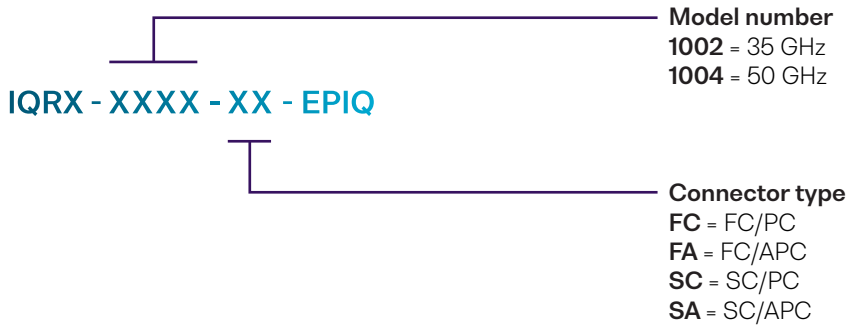 Model number
1002 = 35 GHz
1004 = 50 GHz
IQRX - XXXX - XX - EPIQ
Connector type
FC = FC/PC
FA = FC/APC
SC = SC/PC
SA = SC/APC